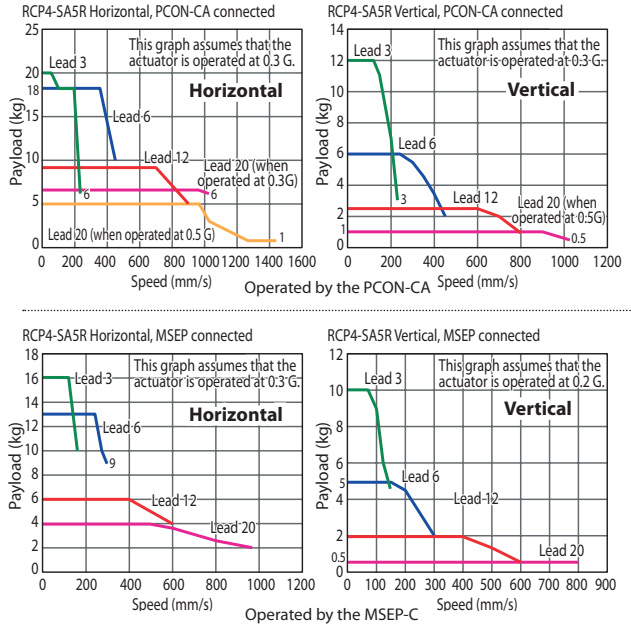 RCP4-SA5R Horizontal, PCON-CA connected
This graph assumes that the
actuator is operated at 0.3 G.
Horizontal
Payload (kg)
25
20
18
15
10
5
0
Lead 3
Lead 6
Lead 12
Lead 20 (when
operated at 0.3G)
6
6
Lead 20 (when operated at 0.5 G)
1
0 200 400 600 800 1000 1200 1400 1600
Speed (mm/s)
RCP4-SA5R Vertical, PCON-CA connected
This graph assumes that the
actuator is operated at 0.3 G.
Vertical
Payload (kg)
14
12
10
8
6
4
2
1
0
Lead 3
Lead 6
Lead 12
Lead 20 (when
operated at 0.5G)
3
0.5
0 200 400 600 800 1000 1200
Speed (mm/s)
Operated by the PCON-CA
RCP4-SA5R Horizontal, MSEP connected
This graph assumes that the
actuator is operated at 0.3 G.
Horizontal
Payload (kg)
18
16
14
12
10
8
6
4
2
0
Lead 3
Lead 6
9
Lead 12
Lead 20
0 200 400 600 800 1000 1200
Speed (mm/s)
RCP4-SA5R Vertical, MSEP connected
This graph assumes that the
actuator is operated at 0.2 G.
Vertical
Payload (kg)
12
10
8
6
5
4
2
0.5
0
Lead 3
Lead 6
Lead 12
Lead 20
0 100 200 300 400 500 600 700 800 900
Speed (mm/s)
Operated by the MSEP-C